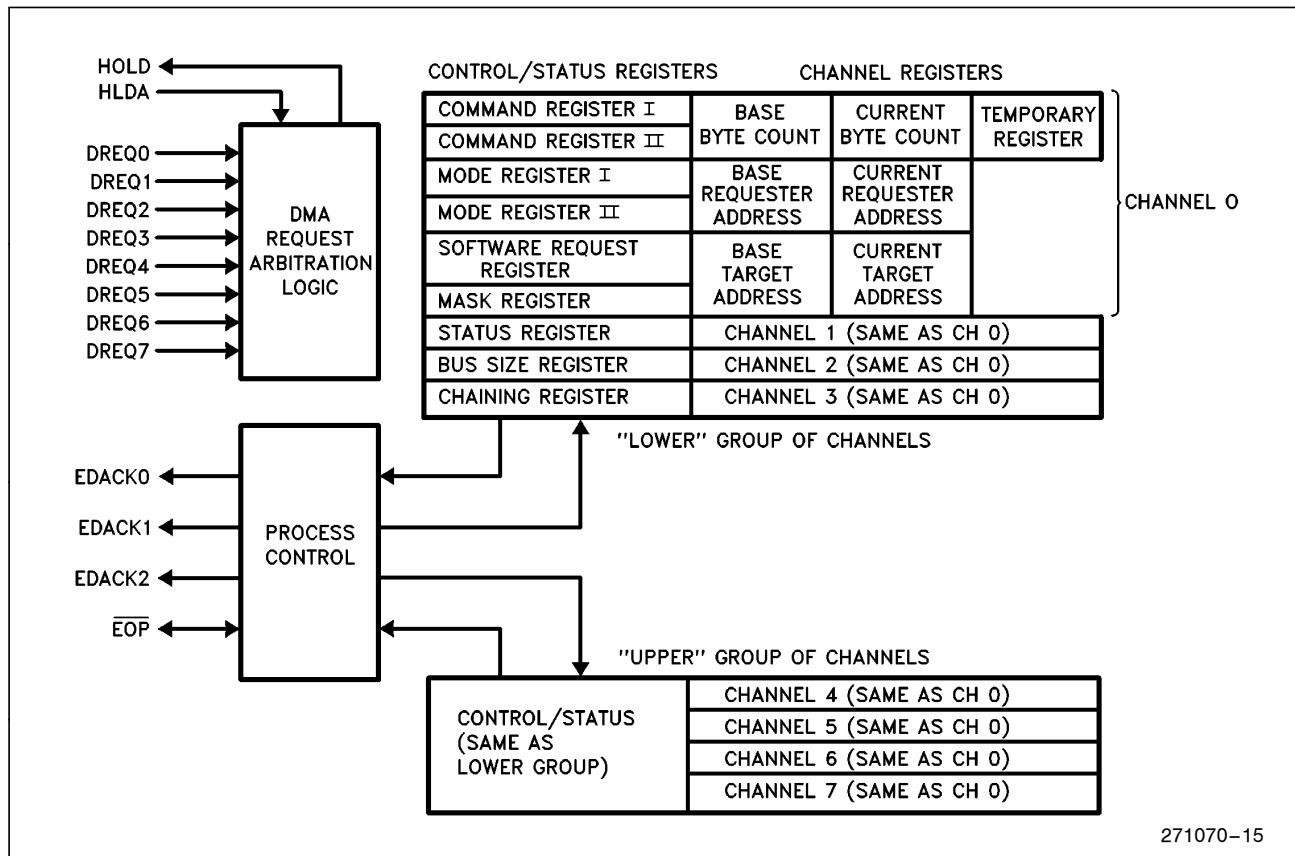 HOLD
HLDA
DREQ0
DREQ1
DREQ2
DREQ3
DREQ4
DREQ5
DREQ6
DREQ7
DMA
REQUEST
ARBITRATION
LOGIC
CONTROL/STATUS REGISTERS
CHANNEL REGISTERS
COMMAND REGISTER I
COMMAND REGISTER II
MODE REGISTER I
MODE REGISTER II
SOFTWARE REQUEST
REGISTER
MASK REGISTER
STATUS REGISTER
BUS SIZE REGISTER
CHAINING REGISTER
BASE
BYTE COUNT
CURRENT
BYTE COUNT
TEMPORARY
REGISTER
BASE
REQUESTER
ADDRESS
CURRENT
REQUESTER
ADDRESS
BASE
TARGET
ADDRESS
CURRENT
TARGET
ADDRESS
CHANNEL 0
CHANNEL 1 (SAME AS CH 0)
CHANNEL 2 (SAME AS CH 0)
CHANNEL 3 (SAME AS CH 0)
"LOWER" GROUP OF CHANNELS
EDACK0
EDACK1
EDACK2
EOP
PROCESS
CONTROL
"UPPER" GROUP OF CHANNELS
CONTROL/STATUS
(SAME AS
LOWER GROUP)
CHANNEL 4 (SAME AS CH 0)
CHANNEL 5 (SAME AS CH 0)
CHANNEL 6 (SAME AS CH 0)
CHANNEL 7 (SAME AS CH 0)
271070–15